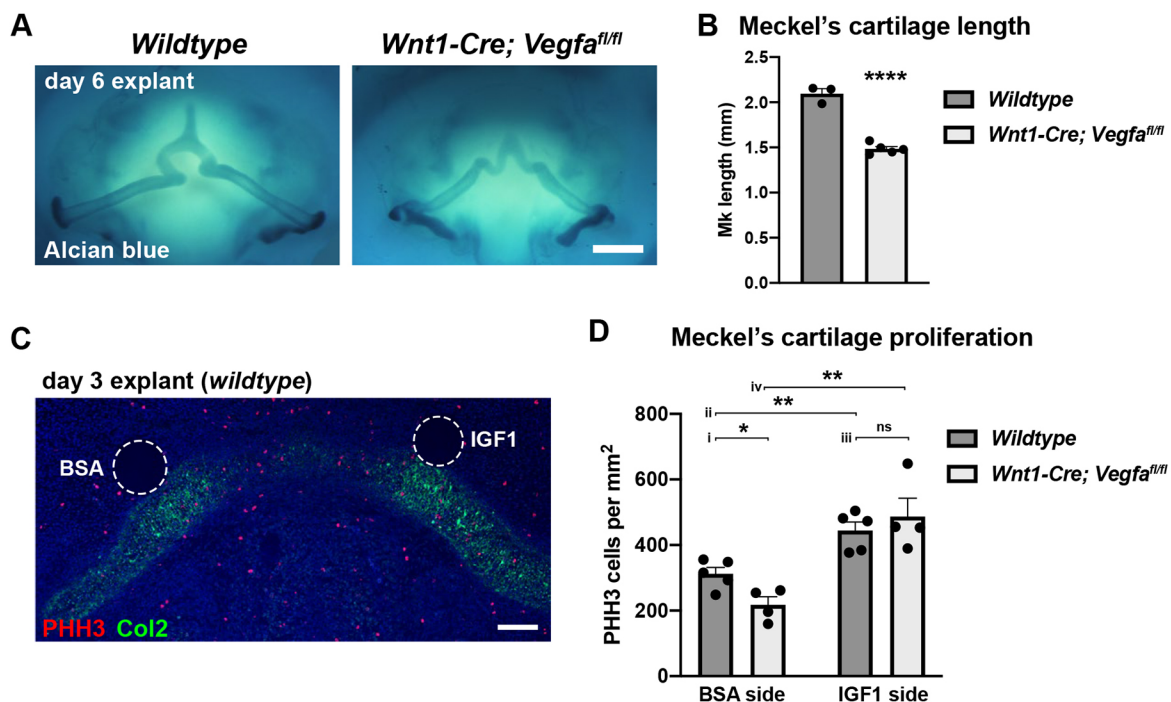 A
Wildtype
Wnt1-Cre; Vegfa^fl/fl
day 6 explant
Alcian blue
B Meckel's cartilage length
Mk length (mm)
2.5
2.0
1.5
1.0
0.5
0.0
****
Wildtype
Wnt1-Cre; Vegfa^fl/fl
C
day 3 explant (wildtype)
BSA
IGF1
PHH3 Col2
D Meckel's cartilage proliferation
PHH3 cells per mm²
800
600
400
200
0
iv **
ii **
i *
iii ns
BSA side
IGF1 side
Wildtype
Wnt1-Cre; Vegfa^fl/fl